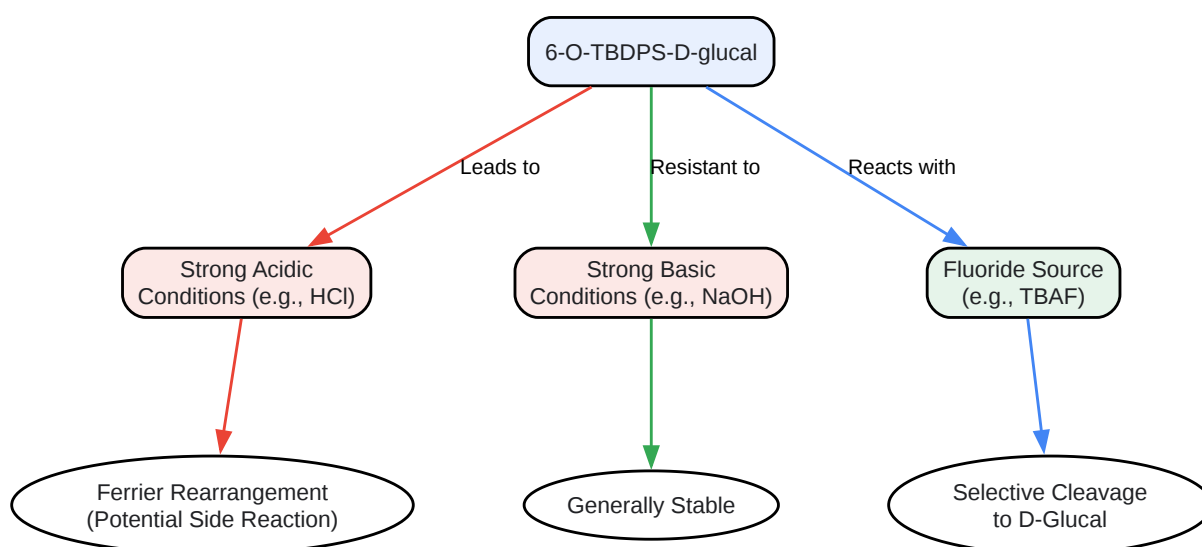 6-O-TBDPS-D-glucal
Leads to
Resistant to
Reacts with
Strong Acidic
Conditions (e.g., HCl)
Strong Basic
Conditions (e.g., NaOH)
Fluoride Source
(e.g., TBAF)
Ferrier Rearrangement
(Potential Side Reaction)
Generally Stable
Selective Cleavage
to D-Glucal